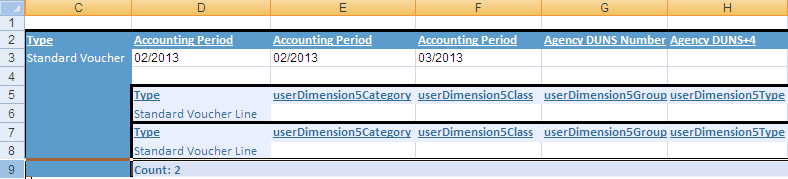 C D E F G H
1
2 Type Accounting Period Accounting Period Accounting Period Agency DUNS Number Agency DUNS+4
3 Standard Voucher 02/2013 02/2013 03/2013
4
5 Type userDimension5Category userDimension5Class userDimension5Group userDimension5Type
6 Standard Voucher Line
7 Type userDimension5Category userDimension5Class userDimension5Group userDimension5Type
8 Standard Voucher Line
9 Count: 2